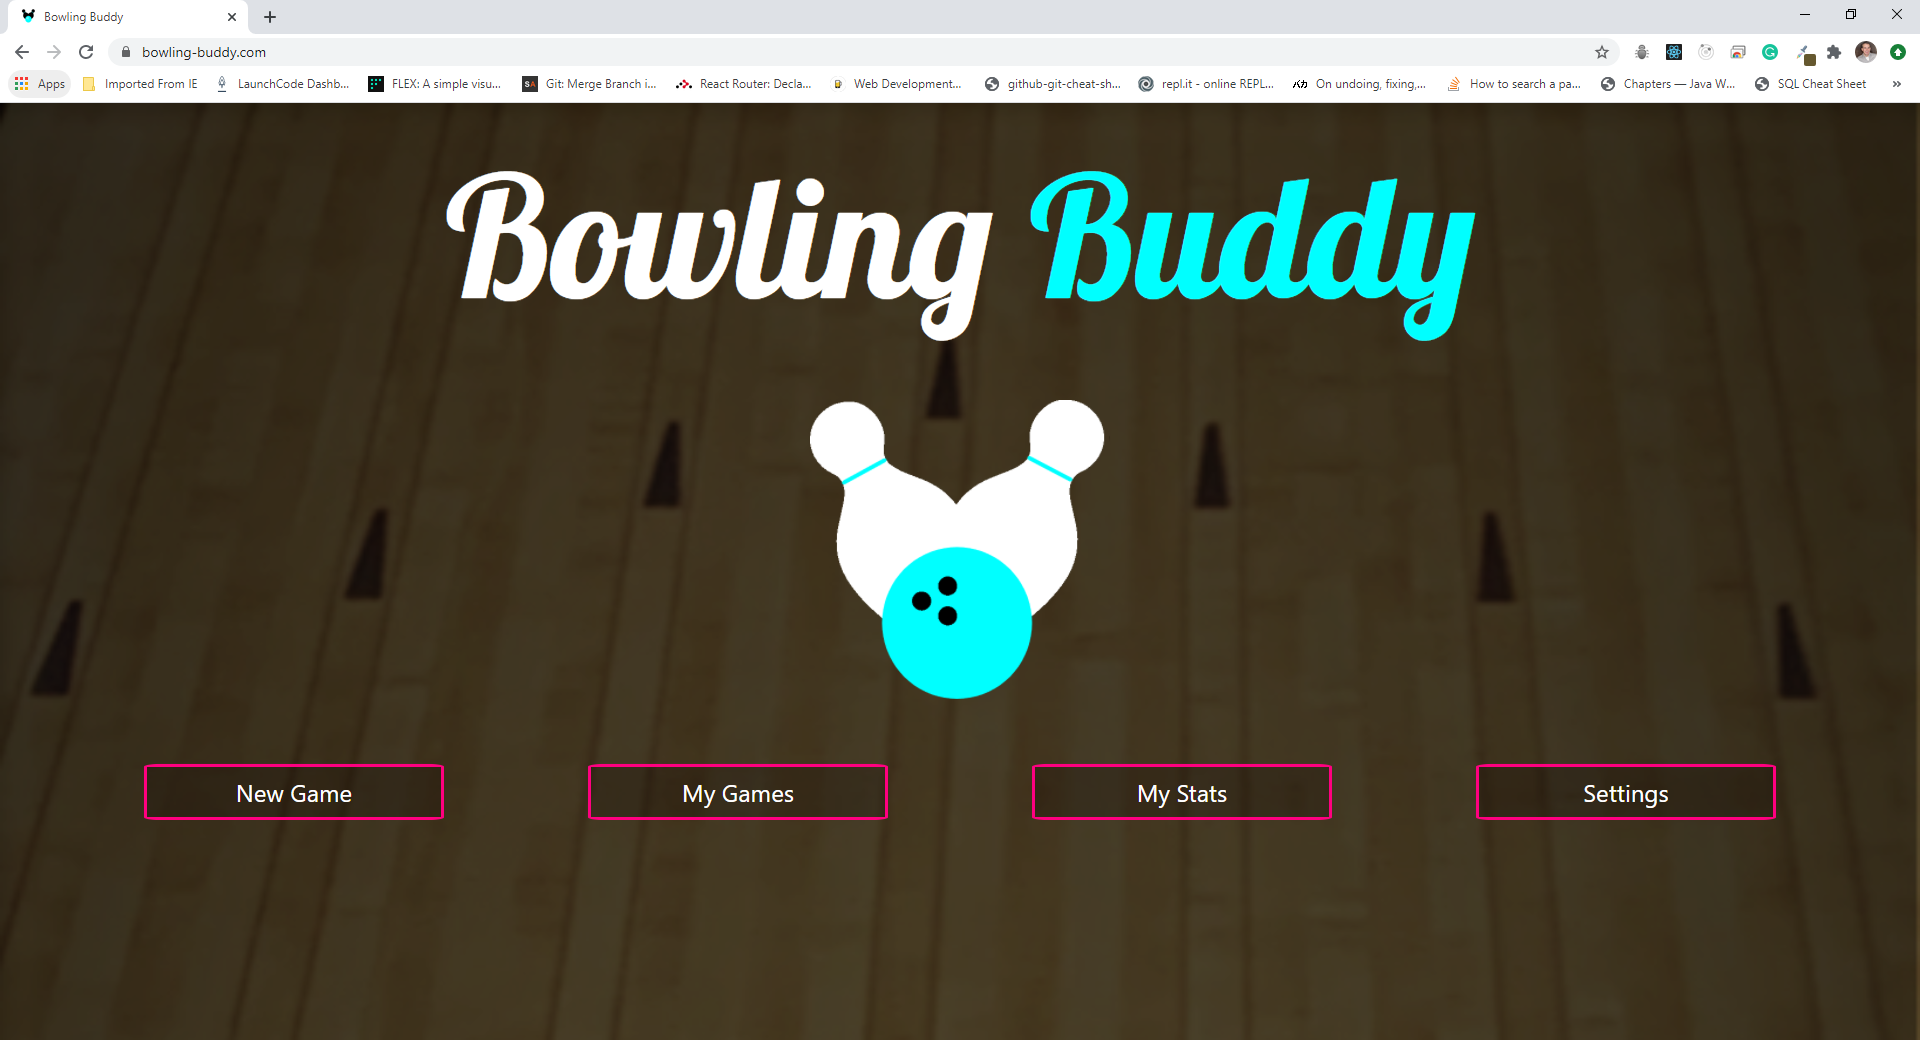 Bowling Buddy
bowling-buddy.com
Apps Imported From IE LaunchCode Dashb... FLEX: A simple visu... SA Git: Merge Branch i... React Router: Decla... Web Development... github-git-cheat-sh... repl.it - online REPL... On undoing, fixing,... How to search a pa... Chapters — Java W... SQL Cheat Sheet »
Bowling Buddy
New Game My Games My Stats Settings